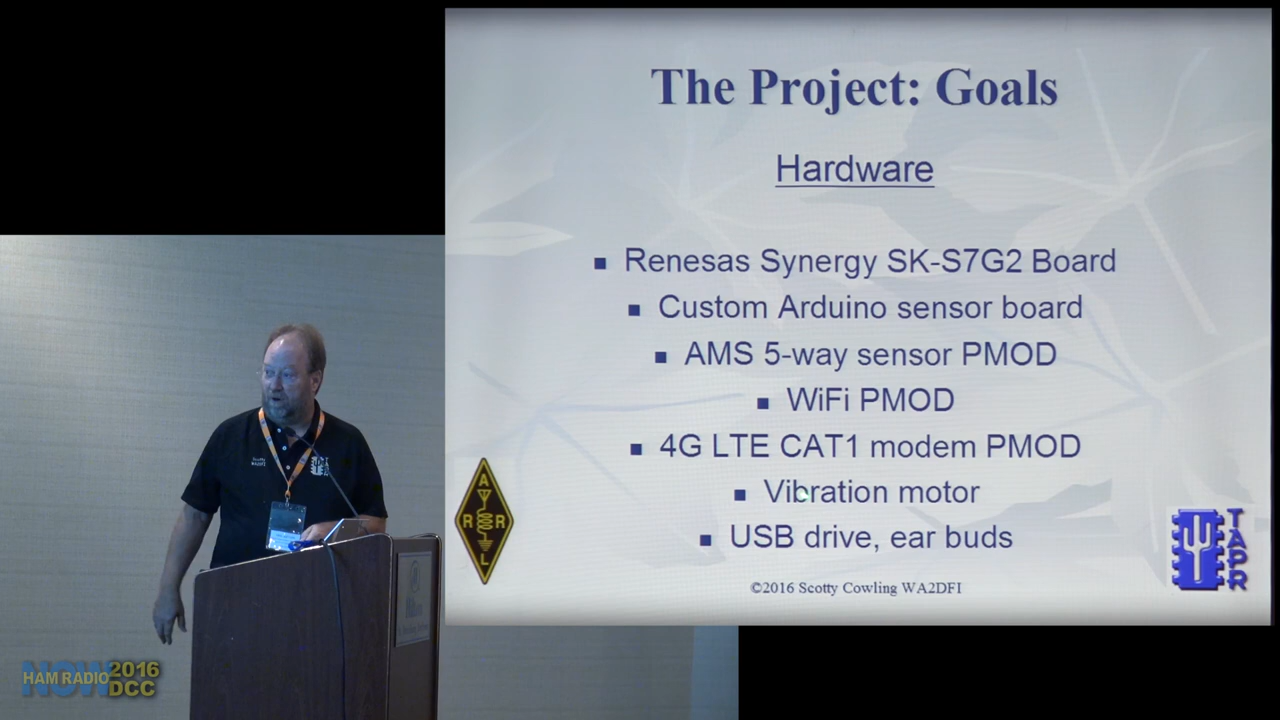 The Project: Goals
Hardware
▪ Renesas Synergy SK-S7G2 Board
▪ Custom Arduino sensor board
▪ AMS 5-way sensor PMOD
▪ WiFi PMOD
▪ 4G LTE CAT1 modem PMOD
▪ Vibration motor
▪ USB drive, ear buds
©2016 Scotty Cowling WA2DFI
A
R R
L
TAPR
Scotty
WA2DFI
HAM RADIO
NOW
2016
DCC